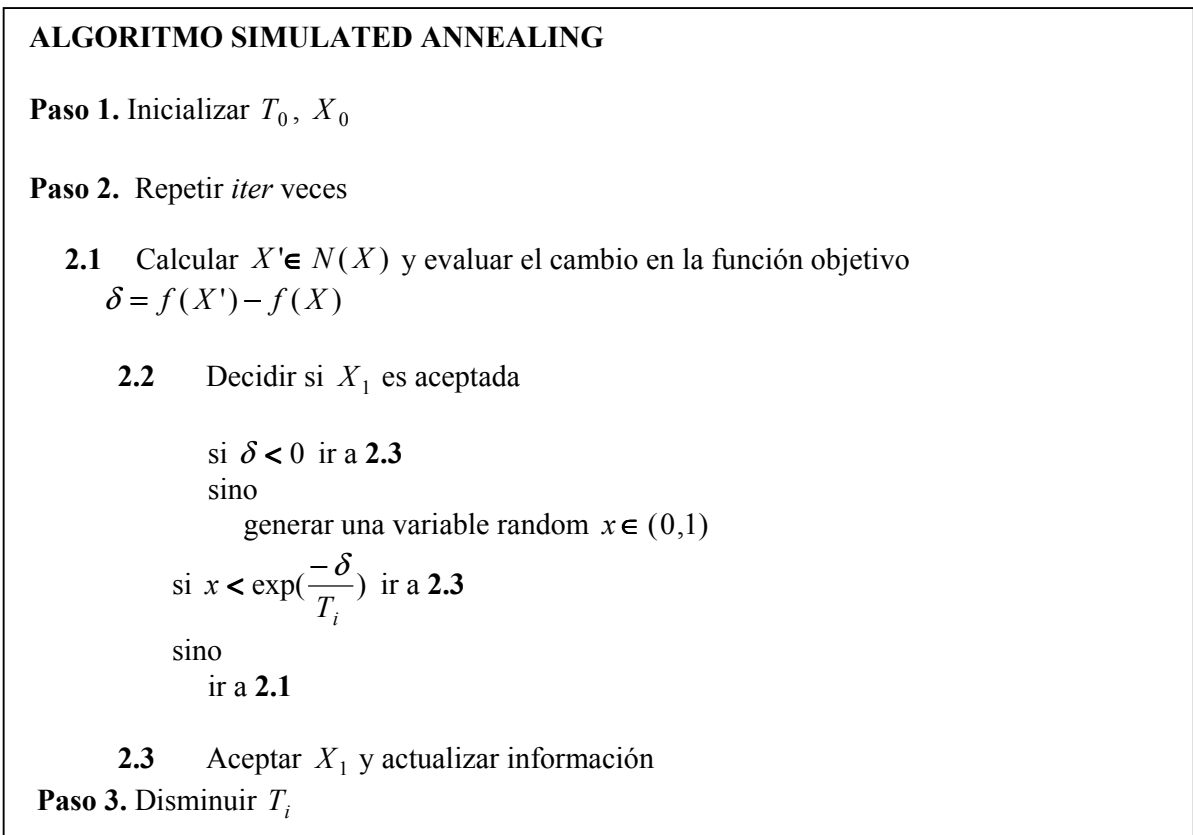 ALGORITMO SIMULATED ANNEALING
Paso 1. Inicializar T₀, X₀
Paso 2. Repetir iter veces
2.1 Calcular X'∈ N(X) y evaluar el cambio en la función objetivo
δ = f(X') − f(X)
2.2 Decidir si X₁ es aceptada
si δ < 0 ir a 2.3
sino
generar una variable random x ∈ (0,1)
si x < exp(−δ/Tᵢ) ir a 2.3
sino
ir a 2.1
2.3 Aceptar X₁ y actualizar información
Paso 3. Disminuir Tᵢ